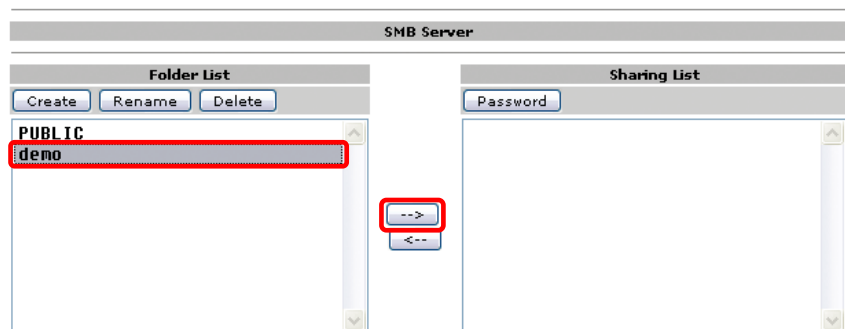 SMB Server
Folder List
Sharing List
Create Rename Delete
Password
PUBLIC
demo
-->
<--